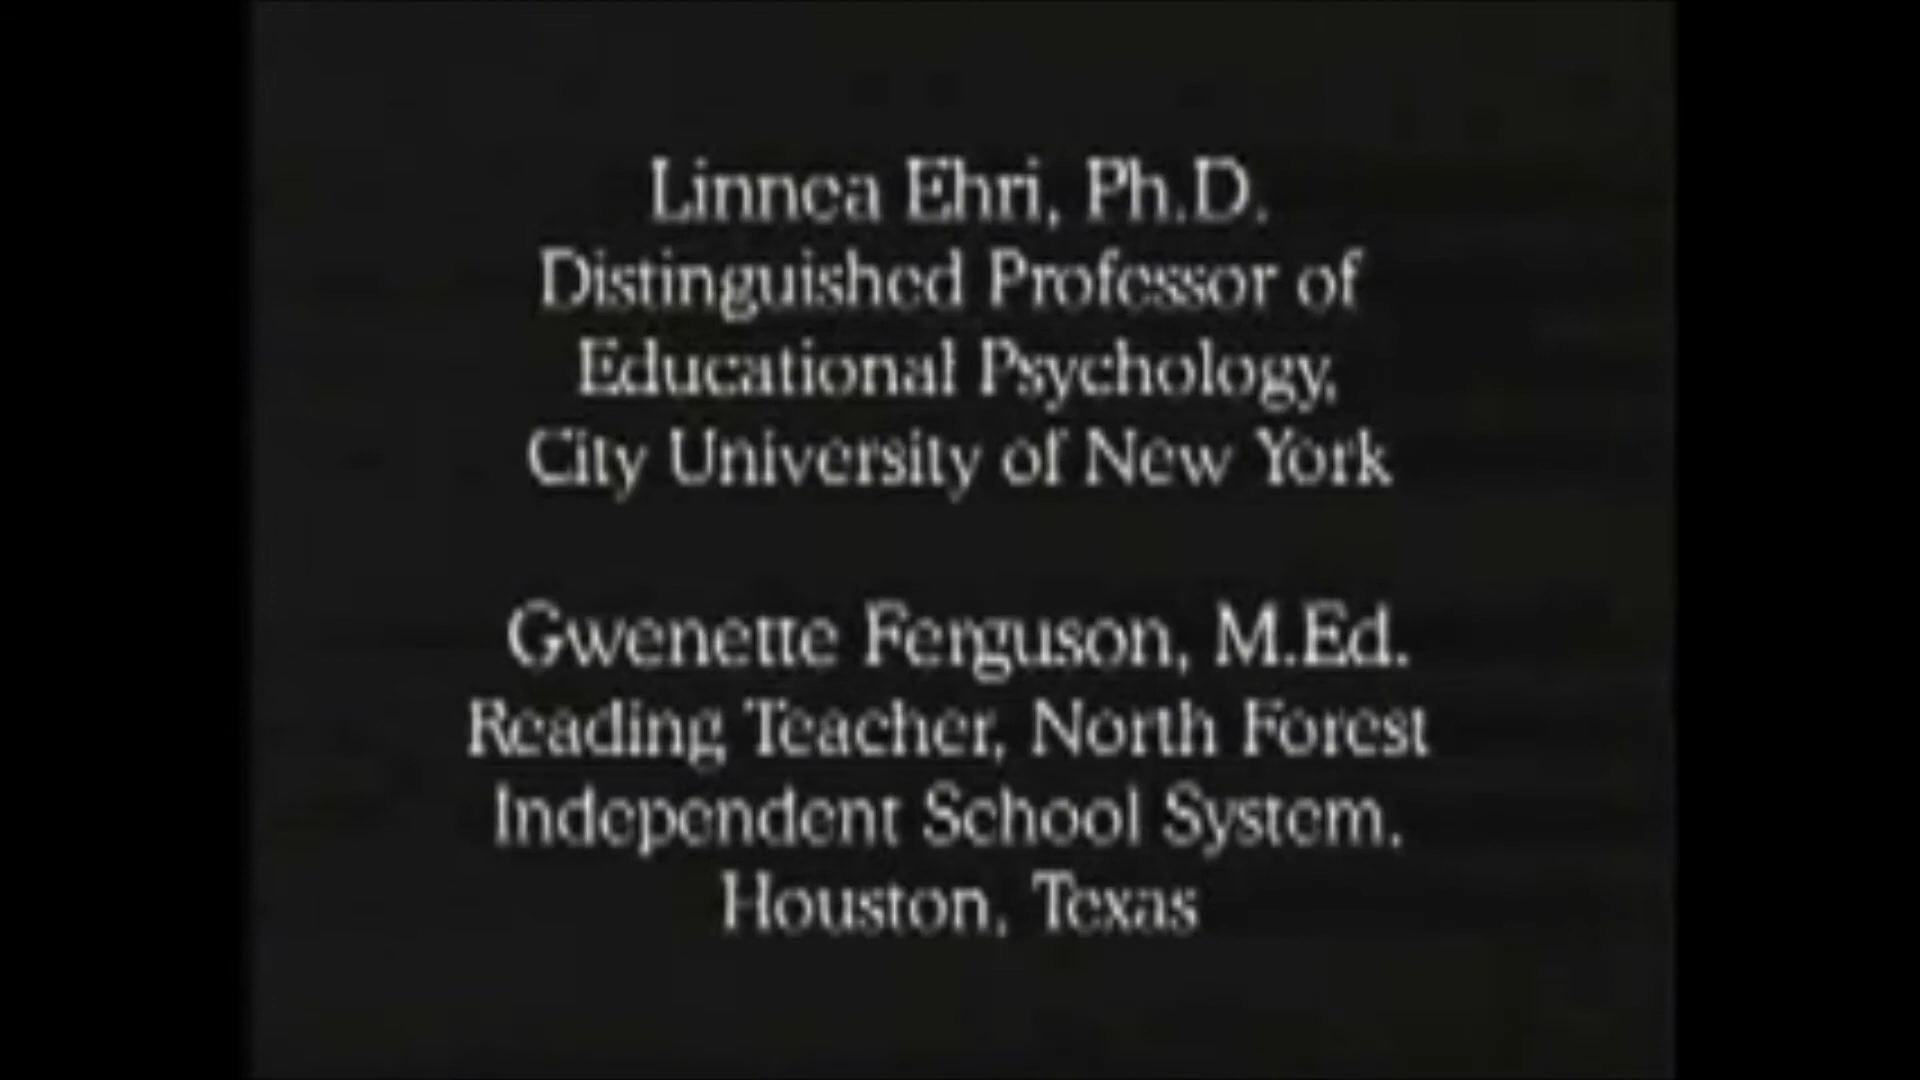 Linnea Ehri, Ph.D.
Distinguished Professor of
Educational Psychology,
City University of New York
Gwenette Ferguson, M.Ed.
Reading Teacher, North Forest
Independent School System,
Houston, Texas